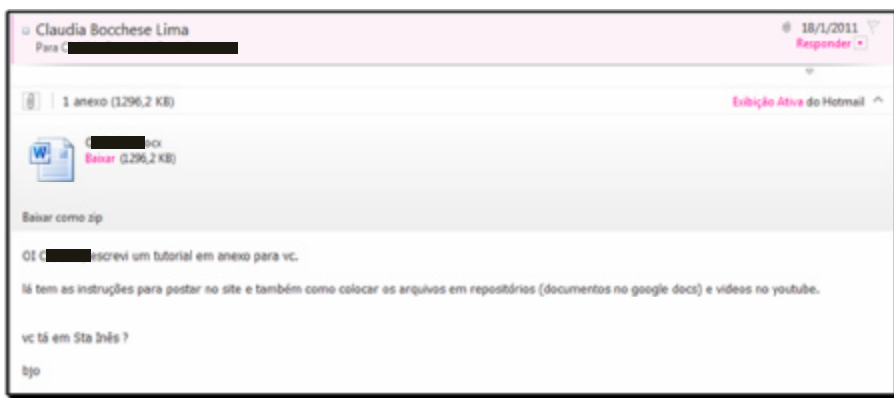 Claudia Bocchese Lima
18/1/2011
Para C
Responder
1 anexo (1296,2 KB)
Exibição Ativa do Hotmail
C ocx
Baixar (1296,2 KB)
Baixar como zip
OI C escrevi um tutorial em anexo para vc.
lá tem as instruções para postar no site e também como colocar os arquivos em repositórios (documentos no google docs) e videos no youtube.
vc tá em Sta Inês ?
bjo